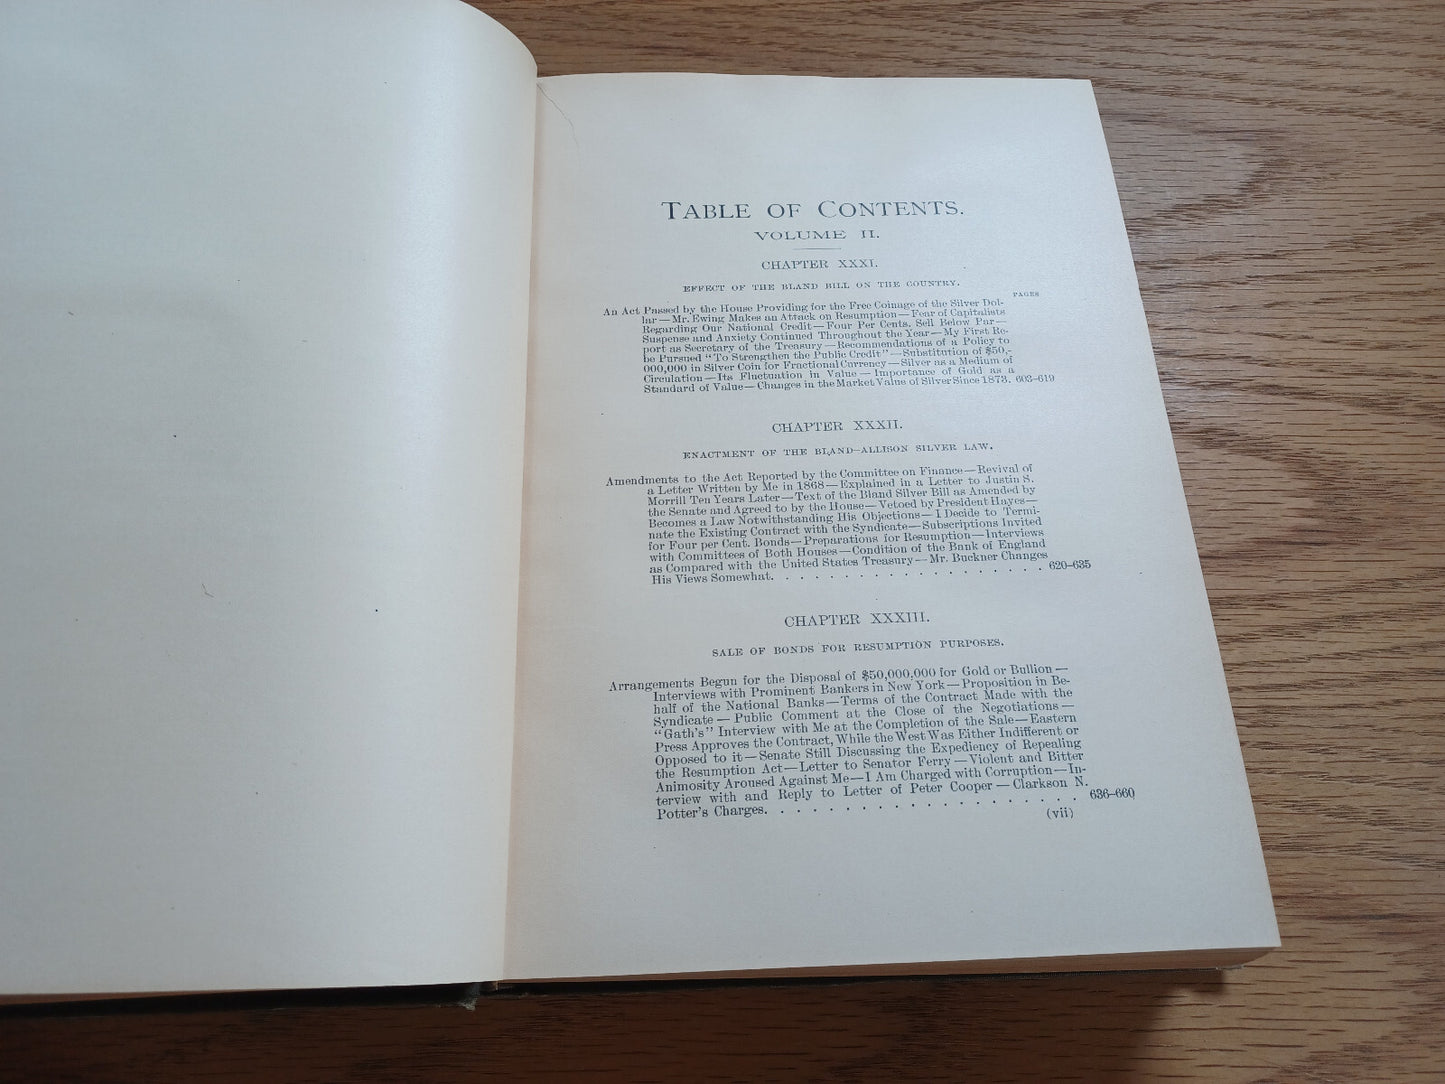 TABLE OF CONTENTS.
VOLUME II.
CHAPTER XXXI.
EFFECT OF THE BLAND BILL ON THE COUNTRY.
PAGES
An Act Passed by the House Providing for the Free Coinage of the Silver Dol-
lar—Mr. Ewing Makes an Attack on Resumption—Fear of Capitalists
Regarding Our National Credit—Four Per Cents. Sell Below Par—
Suspense and Anxiety Continued Throughout the Year—My First Re-
port as Secretary of the Treasury—Recommendations of a Policy to
be Pursued "To Strengthen the Public Credit"—Substitution of $50,-
000,000 in Silver Coin for Fractional Currency—Silver as a Medium of
Circulation—Its Fluctuation in Value—Importance of Gold as a
Standard of Value—Changes in the Market Value of Silver Since 1873. 603–619
CHAPTER XXXII.
ENACTMENT OF THE BLAND–ALLISON SILVER LAW.
Amendments to the Act Reported by the Committee on Finance—Revival of
a Letter Written by Me in 1868—Explained in a Letter to Justin S.
Morrill Ten Years Later—Text of the Bland Silver Bill as Amended by
the Senate and Agreed to by the House—Vetoed by President Hayes—
Becomes a Law Notwithstanding His Objections—I Decide to Termi-
nate the Existing Contract with the Syndicate—Subscriptions Invited
for Four per Cent. Bonds—Preparations for Resumption—Interviews
with Committees of Both Houses—Condition of the Bank of England
as Compared with the United States Treasury—Mr. Buckner Changes
His Views Somewhat. . . . . . . . . . . . . . . . . . . 620–635
CHAPTER XXXIII.
SALE OF BONDS FOR RESUMPTION PURPOSES.
Arrangements Begun for the Disposal of $50,000,000 for Gold or Bullion—
Interviews with Prominent Bankers in New York—Proposition in Be-
half of the National Banks—Terms of the Contract Made with the
Syndicate—Public Comment at the Close of the Negotiations—
"Gath's" Interview with Me at the Completion of the Sale—Eastern
Press Approves the Contract, While the West Was Either Indifferent or
Opposed to it—Senate Still Discussing the Expediency of Repealing
the Resumption Act—Letter to Senator Ferry—Violent and Bitter
Animosity Aroused Against Me—I Am Charged with Corruption—In-
terview with and Reply to Letter of Peter Cooper—Clarkson N.
Potter's Charges. . . . . . . . . . . . . . . . . . . 636–660
(vii)